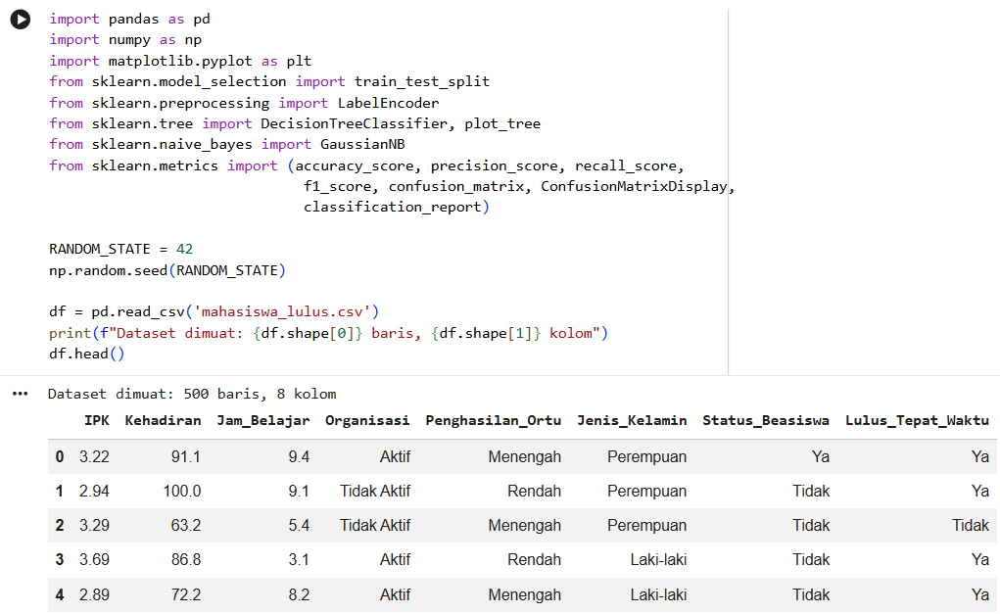 import pandas as pd
import numpy as np
import matplotlib.pyplot as plt
from sklearn.model_selection import train_test_split
from sklearn.preprocessing import LabelEncoder
from sklearn.tree import DecisionTreeClassifier, plot_tree
from sklearn.naive_bayes import GaussianNB
from sklearn.metrics import (accuracy_score, precision_score, recall_score,
                              f1_score, confusion_matrix, ConfusionMatrixDisplay,
                              classification_report)

RANDOM_STATE = 42
np.random.seed(RANDOM_STATE)

df = pd.read_csv('mahasiswa_lulus.csv')
print(f"Dataset dimuat: {df.shape[0]} baris, {df.shape[1]} kolom")
df.head()
Dataset dimuat: 500 baris, 8 kolom
IPK Kehadiran Jam_Belajar Organisasi Penghasilan_Ortu Jenis_Kelamin Status_Beasiswa Lulus_Tepat_Waktu
0 3.22 91.1 9.4 Aktif Menengah Perempuan Ya Ya
1 2.94 100.0 9.1 Tidak Aktif Rendah Perempuan Tidak Ya
2 3.29 63.2 5.4 Tidak Aktif Menengah Perempuan Tidak Tidak
3 3.69 86.8 3.1 Aktif Rendah Laki-laki Tidak Ya
4 2.89 72.2 8.2 Aktif Menengah Laki-laki Tidak Ya